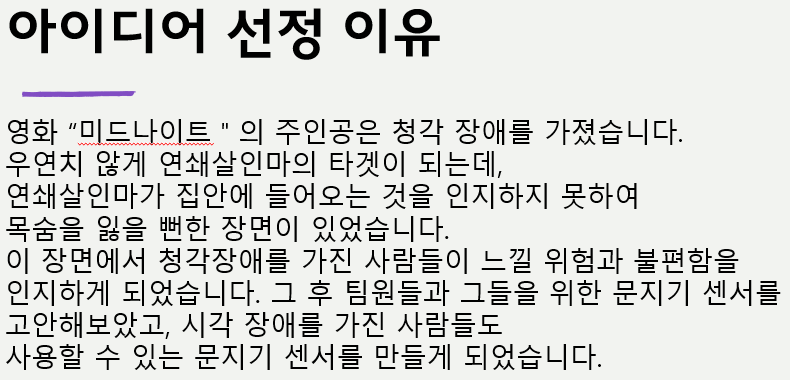 아이디어 선정 이유
영화 “미드나이트 " 의 주인공은 청각 장애를 가졌습니다.
우연치 않게 연쇄살인마의 타겟이 되는데,
연쇄살인마가 집안에 들어오는 것을 인지하지 못하여
목숨을 잃을 뻔한 장면이 있었습니다.
이 장면에서 청각장애를 가진 사람들이 느낄 위험과 불편함을
인지하게 되었습니다. 그 후 팀원들과 그들을 위한 문지기 센서를
고안해보았고, 시각 장애를 가진 사람들도
사용할 수 있는 문지기 센서를 만들게 되었습니다.